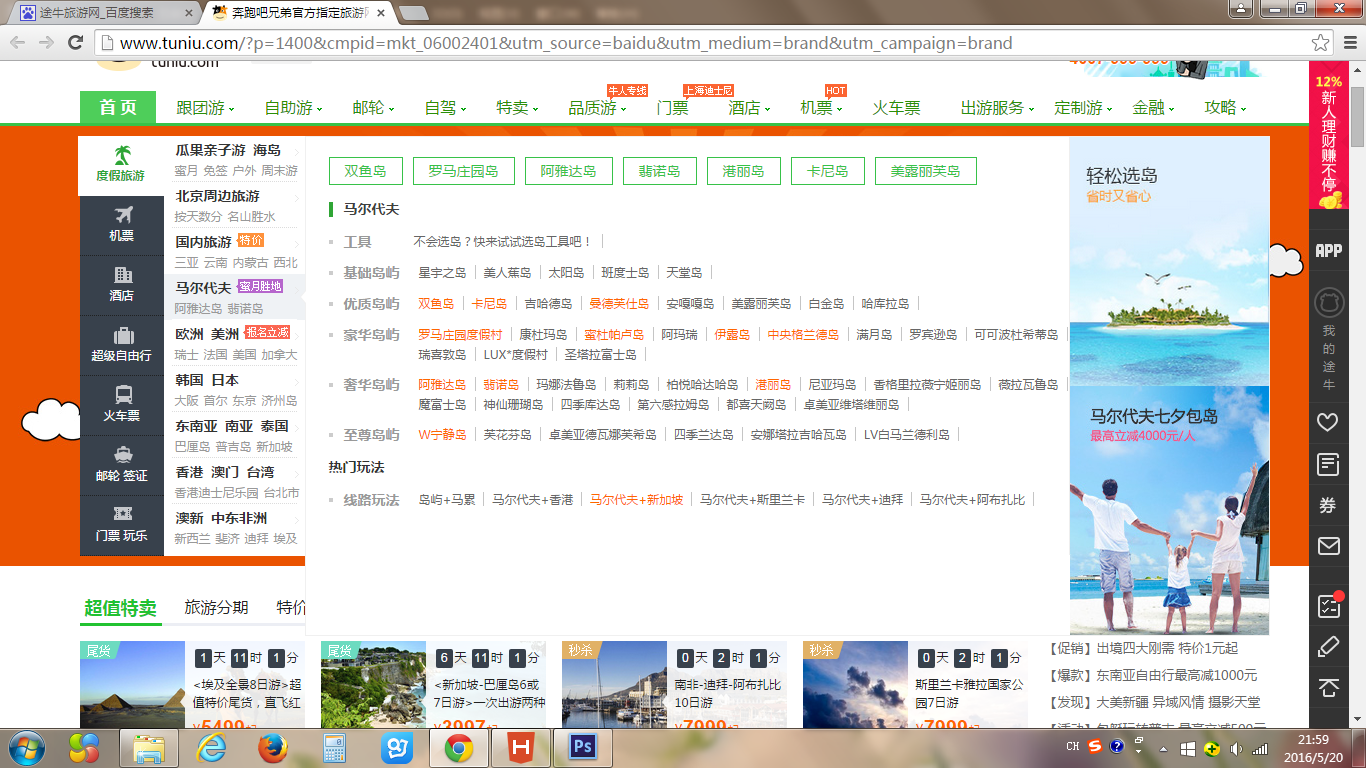 途牛旅游网_百度搜索
奔跑吧兄弟官方指定旅游网
www.tuniu.com/?p=1400&cmpid=mkt_06002401&utm_source=baidu&utm_medium=brand&utm_campaign=brand
tuniu.com
牛人专线 上海迪士尼 HOT
首页 跟团游 自助游 邮轮 自驾 特卖 品质游 门票 酒店 机票 火车票 出游服务 定制游 金融 攻略
度假旅游
机票
酒店
超级自由行
火车票
邮轮 签证
门票 玩乐
瓜果亲子游 海岛
蜜月 免签 户外 周末游
北京周边旅游
按天数分 名山胜水
国内旅游 特价
三亚 云南 内蒙古 西北
马尔代夫 蜜月胜地
阿雅达岛 翡诺岛
欧洲 美洲 报名立减
瑞士 法国 美国 加拿大
韩国 日本
大阪 首尔 东京 济州岛
东南亚 南亚 泰国
巴厘岛 普吉岛 新加坡
香港 澳门 台湾
香港迪士尼乐园 台北市
澳新 中东非洲
新西兰 斐济 迪拜 埃及
双鱼岛 罗马庄园岛 阿雅达岛 翡诺岛 港丽岛 卡尼岛 美露丽芙岛
马尔代夫
工具 不会选岛？快来试试选岛工具吧！
基础岛屿 星宇之岛 美人蕉岛 太阳岛 班度士岛 天堂岛
优质岛屿 双鱼岛 卡尼岛 吉哈德岛 曼德芙仕岛 安嘎嘎岛 美露丽芙岛 白金岛 哈库拉岛
豪华岛屿 罗马庄园度假村 康杜玛岛 蜜杜帕卢岛 阿玛瑞 伊露岛 中央格兰德岛 满月岛 罗宾逊岛 可可波杜希蒂岛
瑞喜敦岛 LUX*度假村 圣塔拉富士岛
奢华岛屿 阿雅达岛 翡诺岛 玛娜法鲁岛 莉莉岛 柏悦哈达哈岛 港丽岛 尼亚玛岛 香格里拉薇宁姬丽岛 薇拉瓦鲁岛
魔富士岛 神仙珊瑚岛 四季库达岛 第六感拉姆岛 都喜天阙岛 卓美亚维塔维丽岛
至尊岛屿 W宁静岛 芙花芬岛 卓美亚德瓦娜芙希岛 四季兰达岛 安娜塔拉吉哈瓦岛 LV白马兰德利岛
热门玩法
线路玩法 岛屿+马累 马尔代夫+香港 马尔代夫+新加坡 马尔代夫+斯里兰卡 马尔代夫+迪拜 马尔代夫+阿布扎比
轻松选岛
省时又省心
马尔代夫七夕包岛
最高立减4000元/人
12%
新人理财赚不停
APP
我的途牛
券
超值特卖 旅游分期 特价
尾货 1天11时1分
<埃及全景8日游>超
值特价尾货，直飞红
¥5499
尾货 6天11时1分
<新加坡-巴厘岛6或
7日游>一次出游两种
¥3997
秒杀 0天2时1分
南非-迪拜-阿布扎比
10日游
¥7999
秒杀 0天2时1分
斯里兰卡雅拉国家公
园7日游
¥7999
【促销】出境四大刚需 特价1元起
【爆款】东南亚自由行最高减1000元
【发现】大美新疆 异域风情 摄影天堂
CH
21:59
2016/5/20